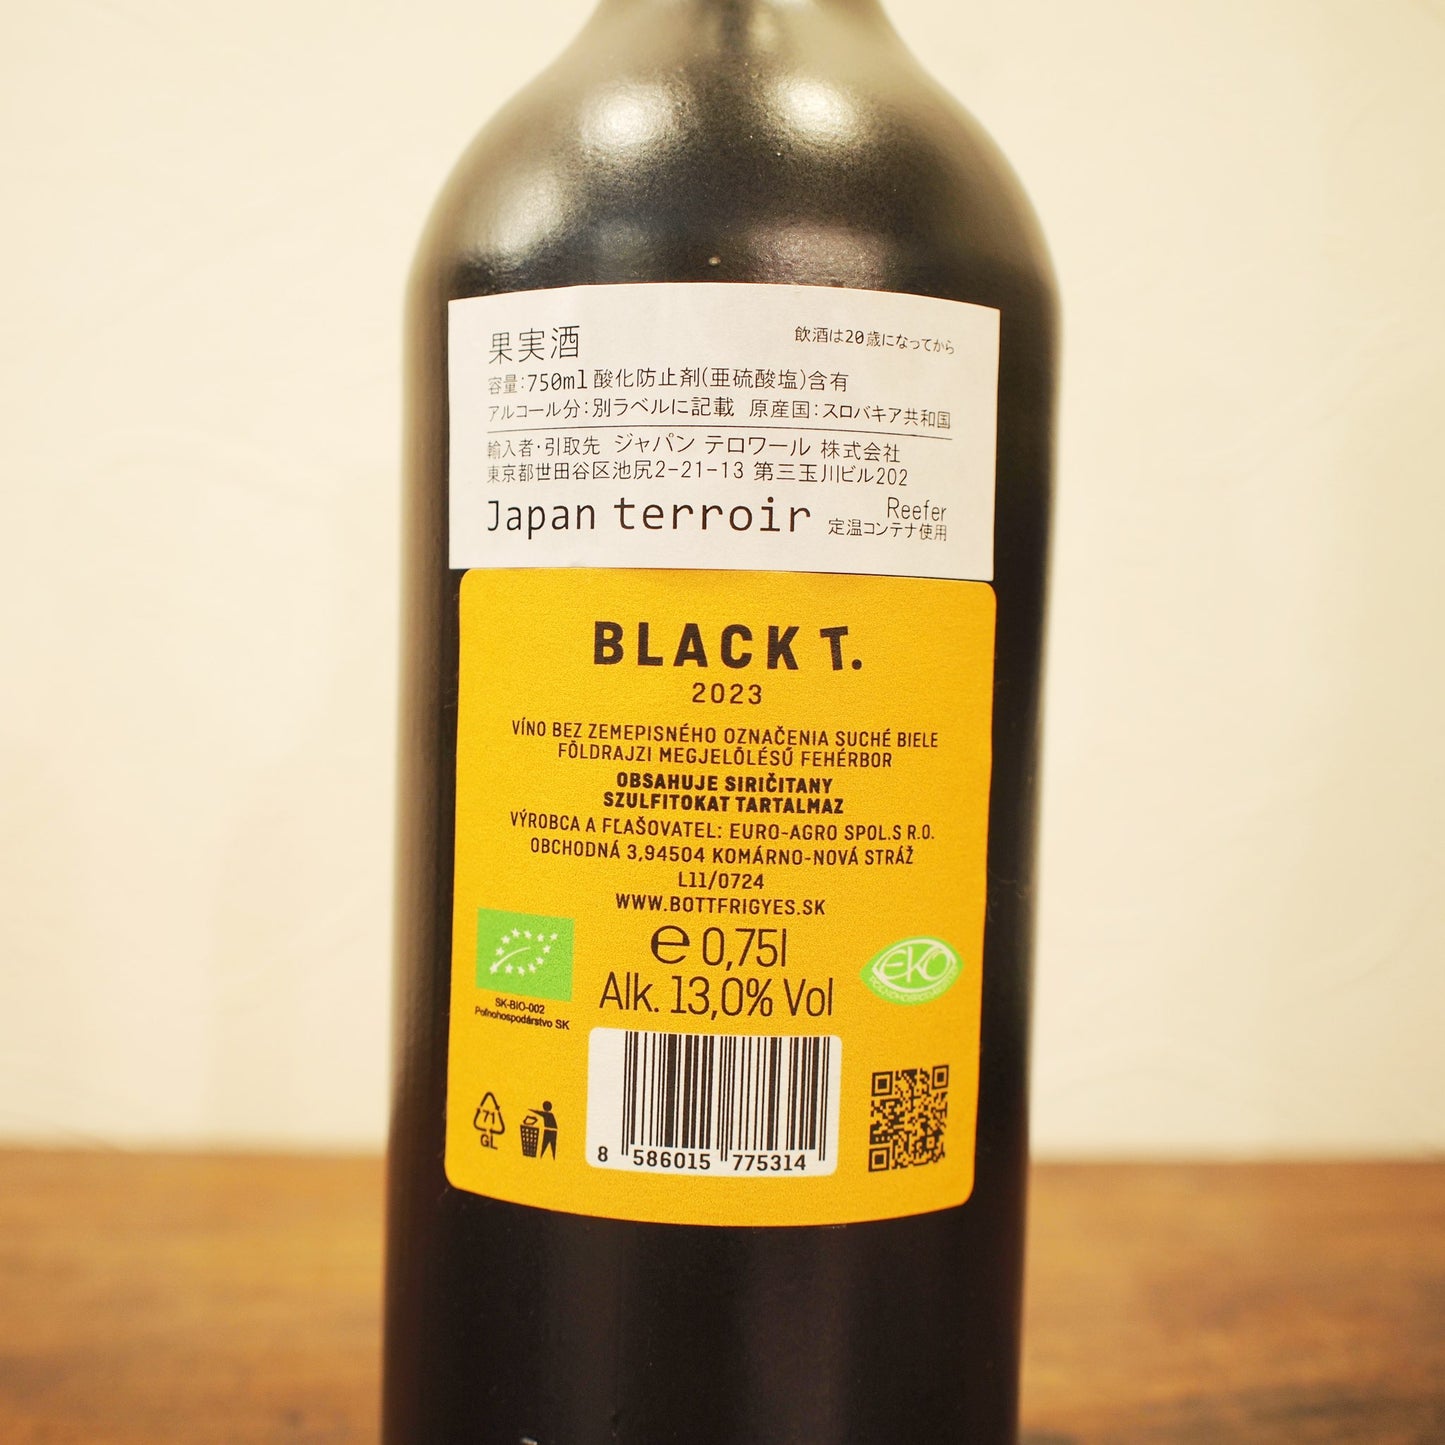 果実酒
飲酒は20歳になってから
容量:750ml 酸化防止剤(亜硫酸塩)含有
アルコール分:別ラベルに記載 原産国:スロバキア共和国
輸入者・引取先 ジャパン テロワール 株式会社
東京都世田谷区池尻2-21-13 第三玉川ビル202
Japan terroir
Reefer
定温コンテナ使用
BLACK T.
2023
VÍNO BEZ ZEMEPISNÉHO OZNAČENIA SUCHÉ BIELE
FÖLDRAJZI MEGJELÖLÉSŰ FEHÉRBOR
OBSAHUJE SIRIČITANY
SZULFITOKAT TARTALMAZ
VÝROBCA A FĽAŠOVATEL: EURO-AGRO SPOL.S R.O.
OBCHODNÁ 3,94504 KOMÁRNO-NOVÁ STRÁŽ
L11/0724
WWW.BOTTFRIGYES.SK
℮ 0,75l
Alk. 13,0% Vol
SK-BIO-002
Poľnohospodárstvo SK
EKO
71
GL
8 586015 775314